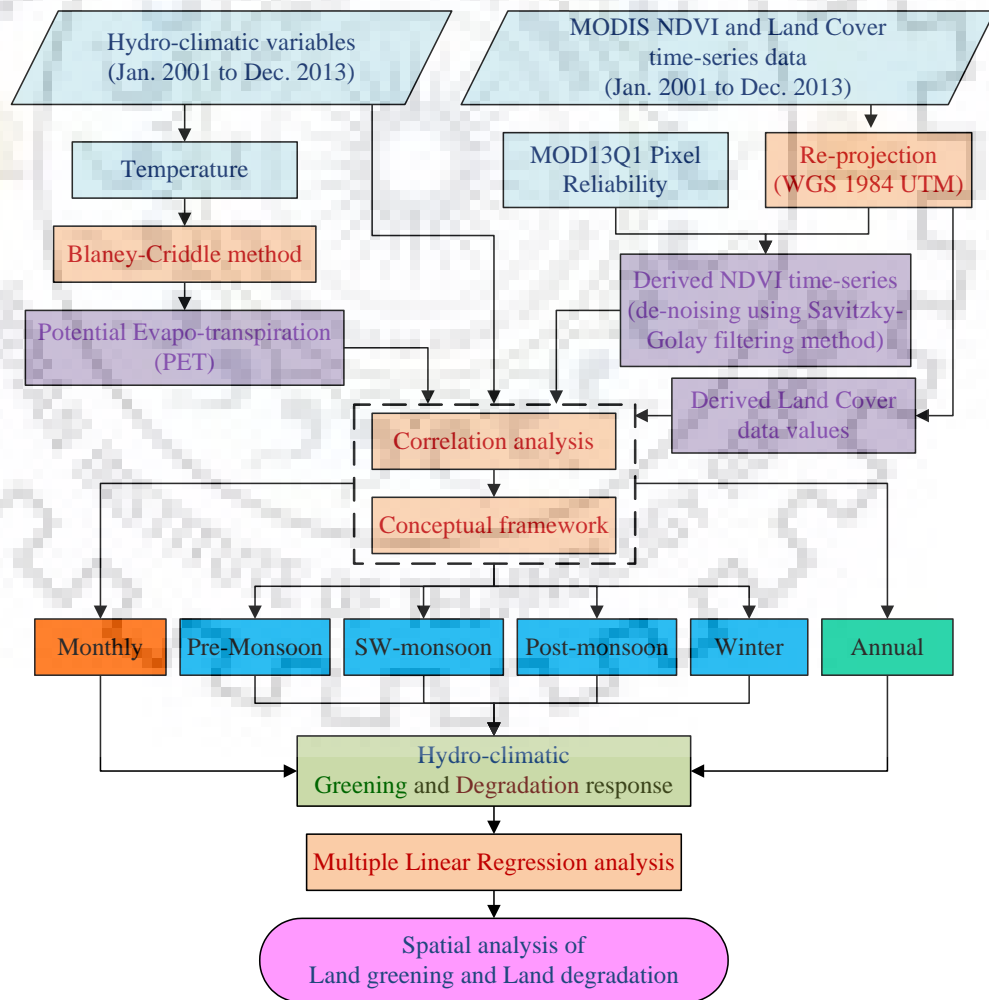 Hydro-climatic variables
(Jan. 2001 to Dec. 2013)
MODIS NDVI and Land Cover
time-series data
(Jan. 2001 to Dec. 2013)
Temperature
MOD13Q1 Pixel
Reliability
Re-projection
(WGS 1984 UTM)
Blaney-Criddle method
Derived NDVI time-series
(de-noising using Savitzky-
Golay filtering method)
Potential Evapo-transpiration
(PET)
Derived Land Cover
data values
Correlation analysis
Conceptual framework
Monthly
Pre-Monsoon
SW-monsoon
Post-monsoon
Winter
Annual
Hydro-climatic
Greening and Degradation response
Multiple Linear Regression analysis
Spatial analysis of
Land greening and Land degradation